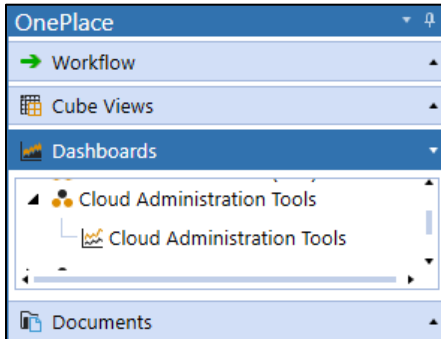 OnePlace
Workflow
Cube Views
Dashboards
Cloud Administration Tools
Cloud Administration Tools
Documents